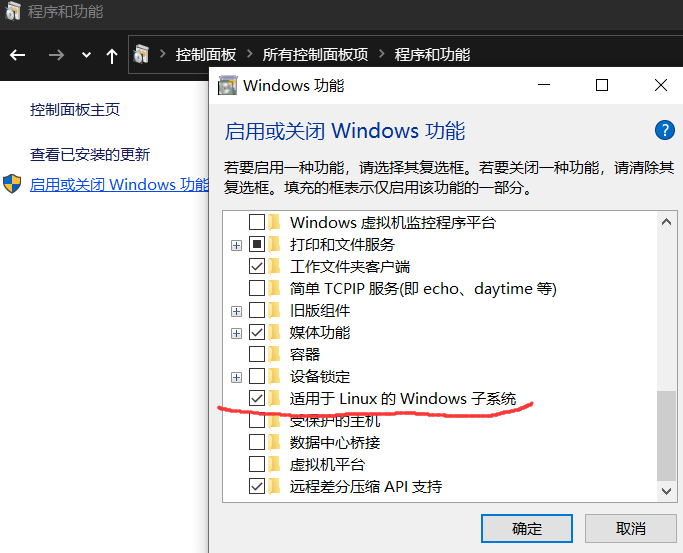 程序和功能
控制面板
所有控制面板项
程序和功能
Windows 功能
控制面板主页
查看已安装的更新
启用或关闭 Windows 功能
启用或关闭 Windows 功能
?
若要启用一种功能，请选择其复选框。若要关闭一种功能，请清除其
复选框。填充的框表示仅启用该功能的一部分。
Windows 虚拟机监控程序平台
打印和文件服务
工作文件夹客户端
简单 TCPIP 服务(即 echo、daytime 等)
旧版组件
媒体功能
容器
设备锁定
适用于 Linux 的 Windows 子系统
受保护的主机
数据中心桥接
虚拟机平台
远程差分压缩 API 支持
确定
取消